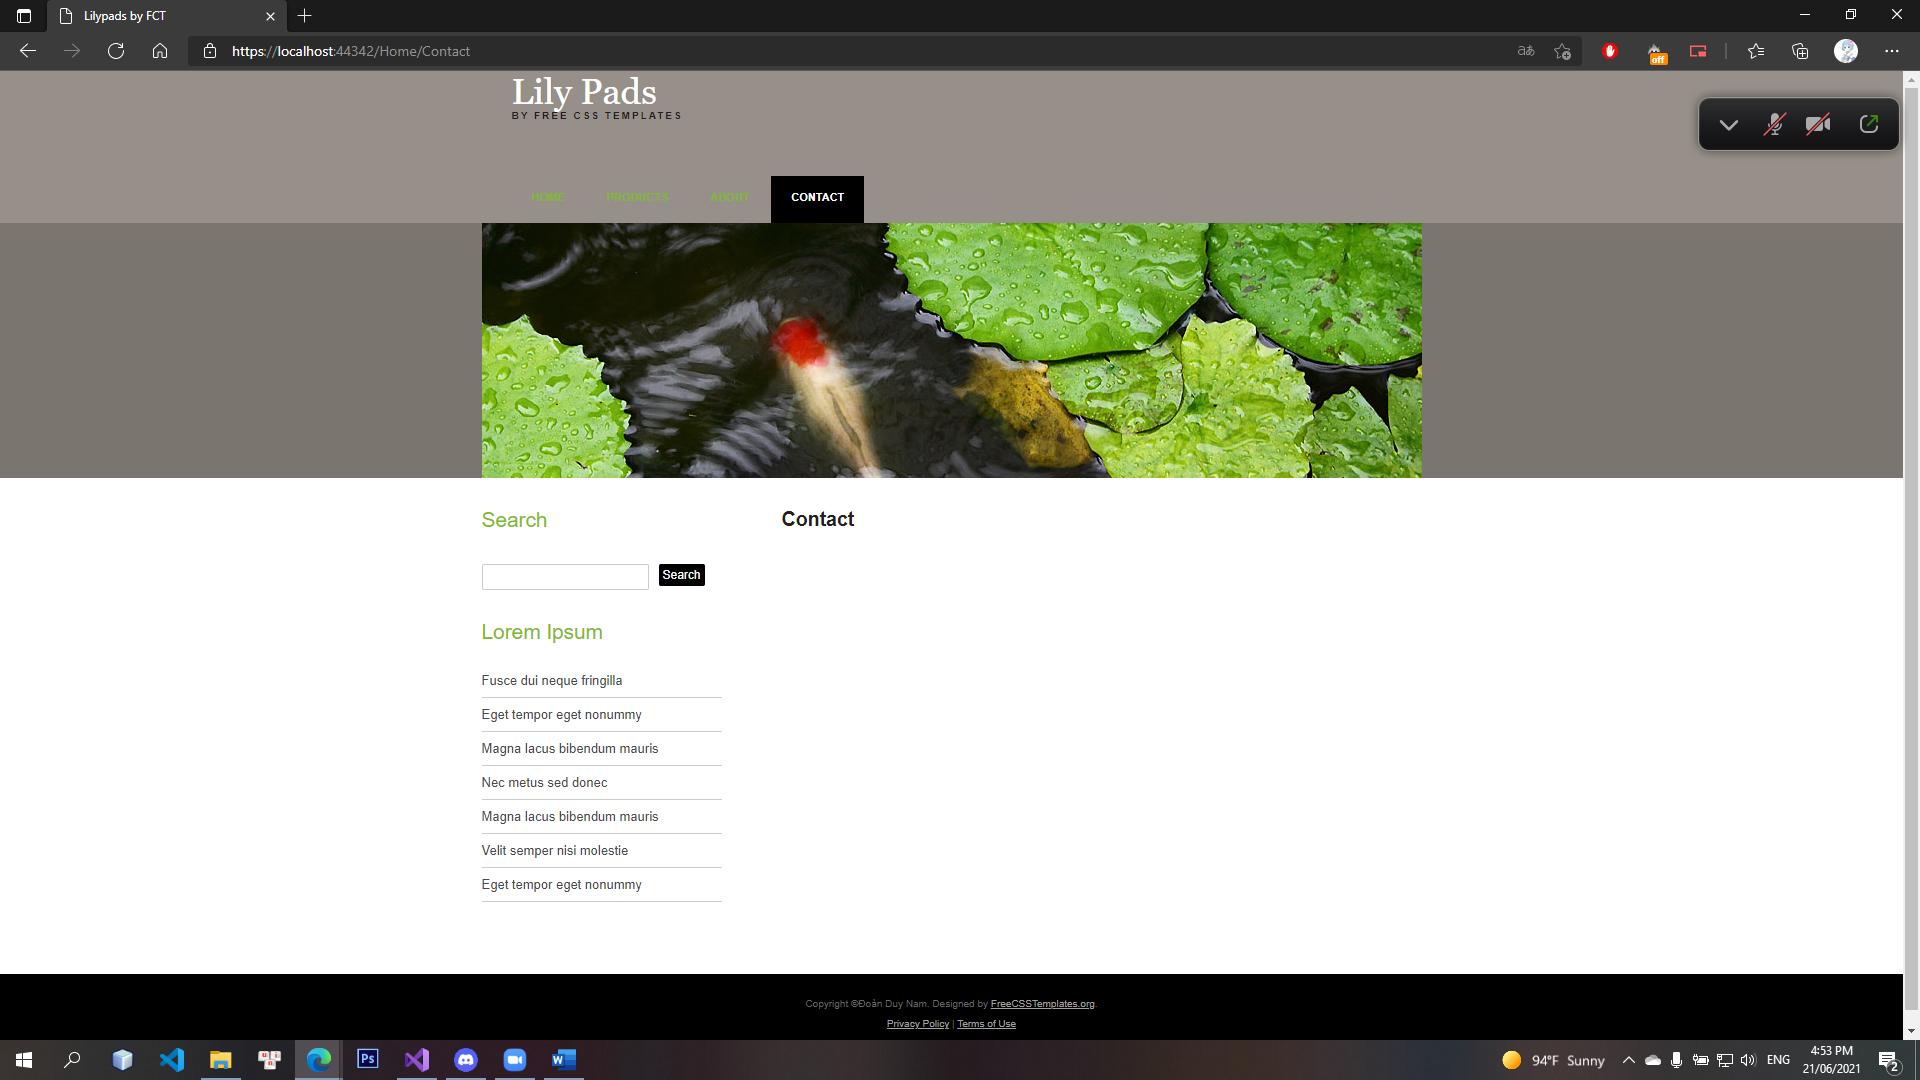 Lilypads by FCT
https://localhost:44342/Home/Contact
off
Lily Pads
BY FREE CSS TEMPLATES
HOME PRODUCTS ABOUT CONTACT
Search
Search
Lorem Ipsum
Fusce dui neque fringilla
Eget tempor eget nonummy
Magna lacus bibendum mauris
Nec metus sed donec
Magna lacus bibendum mauris
Velit semper nisi molestie
Eget tempor eget nonummy
Contact
Copyright ©Đoàn Duy Nam. Designed by FreeCSSTemplates.org.
Privacy Policy | Terms of Use
Ps
W
94°F Sunny
ENG
4:53 PM
21/06/2021
2